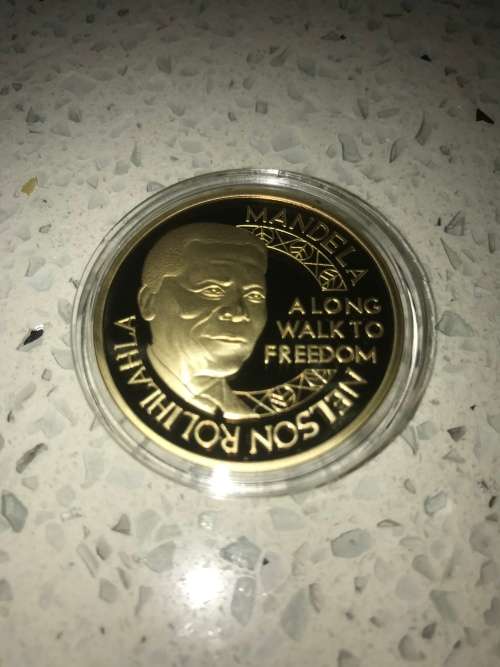 MANDELA
A LONG
WALK TO
FREEDOM
NELSON ROLIHLAHLA